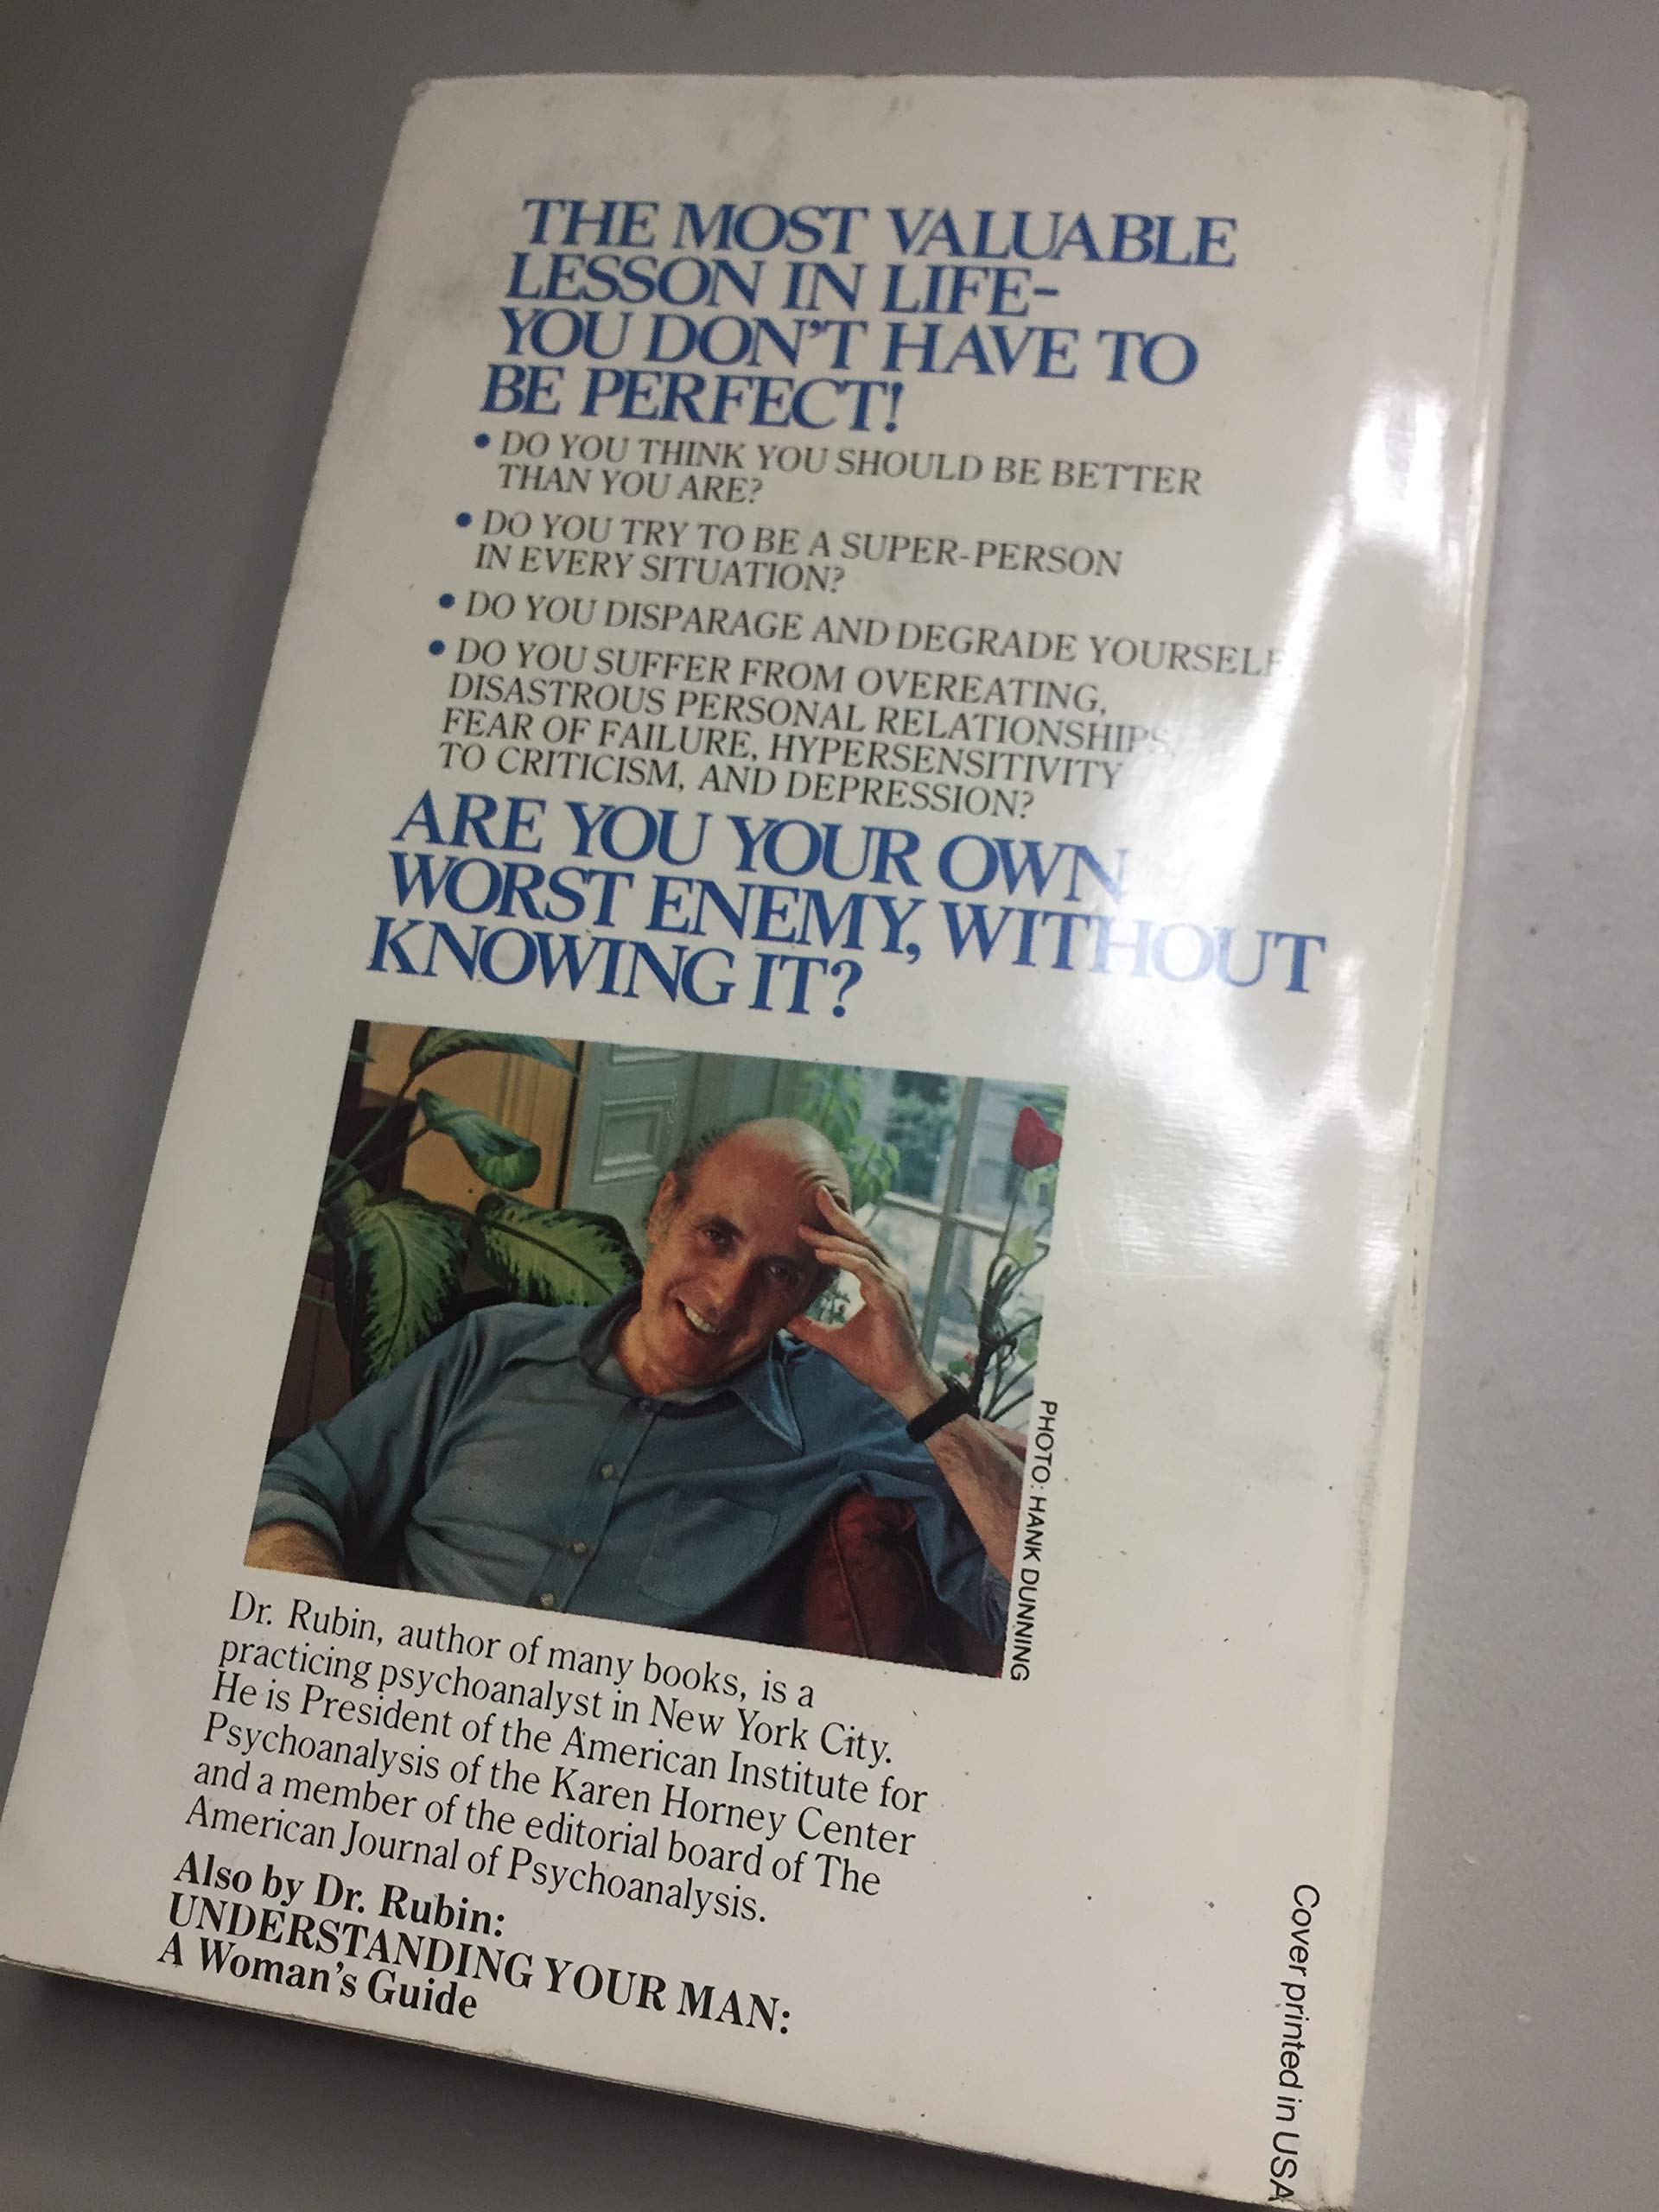 THE MOST VALUABLE
LESSON IN LIFE-
YOU DON'T HAVE TO
BE PERFECT!
• DO YOU THINK YOU SHOULD BE BETTER
THAN YOU ARE?
• DO YOU TRY TO BE A SUPER-PERSON
IN EVERY SITUATION?
• DO YOU DISPARAGE AND DEGRADE YOURSELF
• DO YOU SUFFER FROM OVEREATING,
DISASTROUS PERSONAL RELATIONSHIPS,
FEAR OF FAILURE, HYPERSENSITIVITY
TO CRITICISM, AND DEPRESSION?
ARE YOU YOUR OWN
WORST ENEMY, WITHOUT
KNOWING IT?
PHOTO: HANK DUNNING
Dr. Rubin, author of many books, is a
practicing psychoanalyst in New York City.
He is President of the American Institute for
Psychoanalysis of the Karen Horney Center
and a member of the editorial board of The
American Journal of Psychoanalysis.
Also by Dr. Rubin:
UNDERSTANDING YOUR MAN:
A Woman's Guide
Cover printed in USA